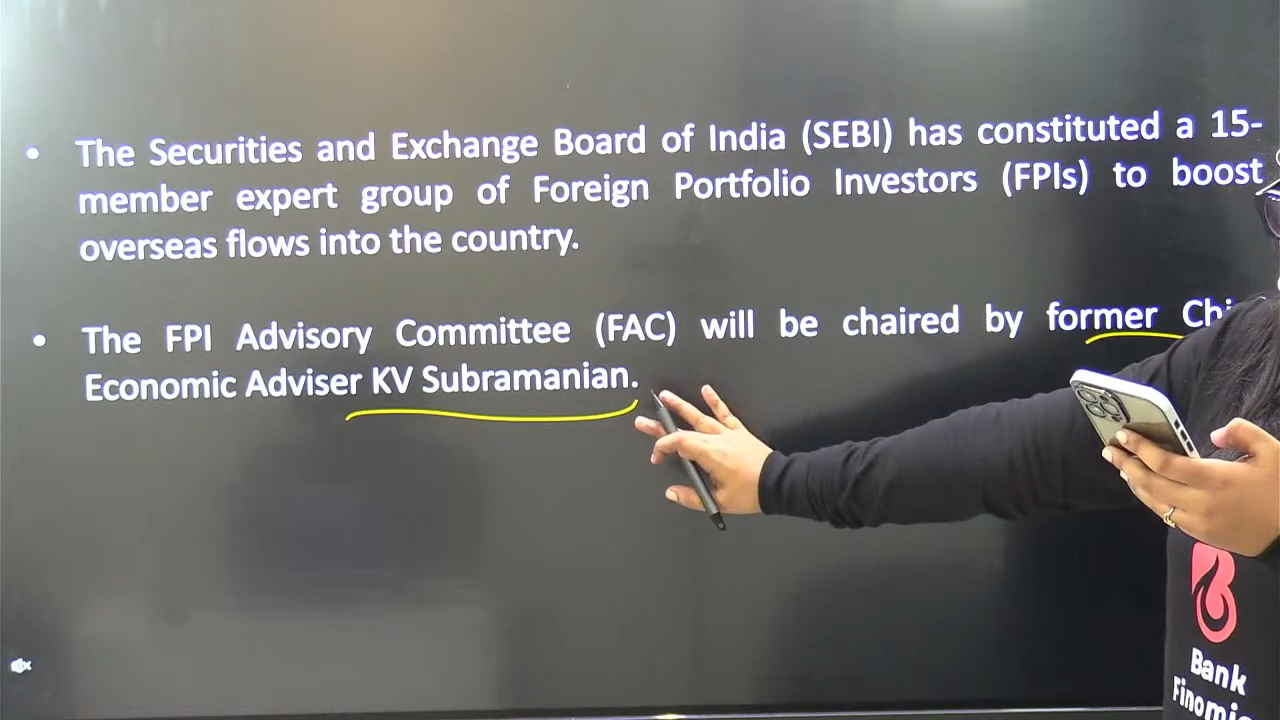 • The Securities and Exchange Board of India (SEBI) has constituted a 15-
member expert group of Foreign Portfolio Investors (FPIs) to boost
overseas flows into the country.
• The FPI Advisory Committee (FAC) will be chaired by former
Economic Adviser KV Subramanian.
Bank